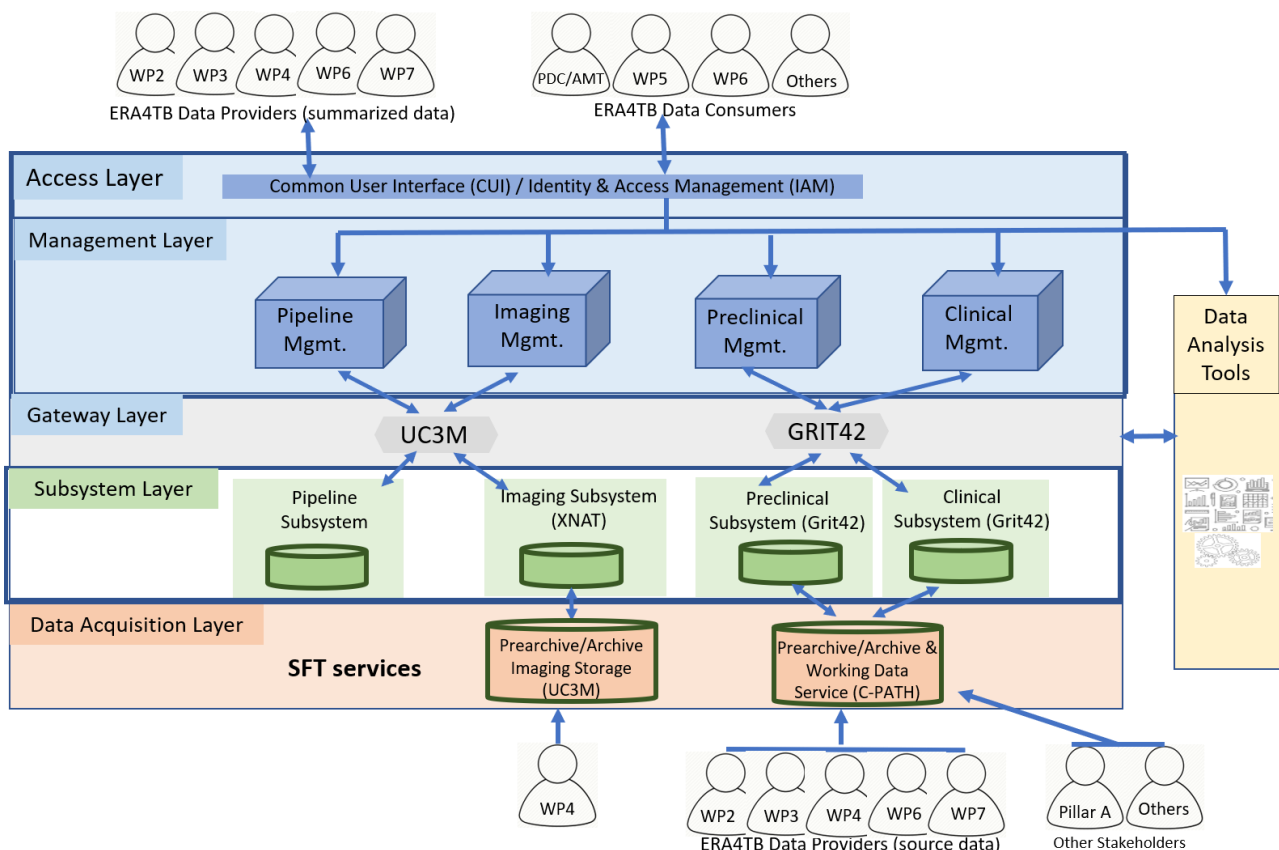 WP2
WP3
WP4
WP6
WP7
ERA4TB Data Providers (summarized data)
PDC/AMT
WP5
WP6
Others
ERA4TB Data Consumers
Access Layer
Common User Interface (CUI) / Identity & Access Management (IAM)
Management Layer
Pipeline
Mgmt.
Imaging
Mgmt.
Preclinical
Mgmt.
Clinical
Mgmt.
Data
Analysis
Tools
Gateway Layer
UC3M
GRIT42
Subsystem Layer
Pipeline
Subsystem
Imaging Subsystem
(XNAT)
Preclinical
Subsystem (Grit42)
Clinical
Subsystem (Grit42)
Data Acquisition Layer
SFT services
Prearchive/Archive
Imaging Storage
(UC3M)
Prearchive/Archive &
Working Data
Service (C-PATH)
WP4
WP2
WP3
WP4
WP6
WP7
ERA4TB Data Providers (source data)
Pillar A
Others
Other Stakeholders